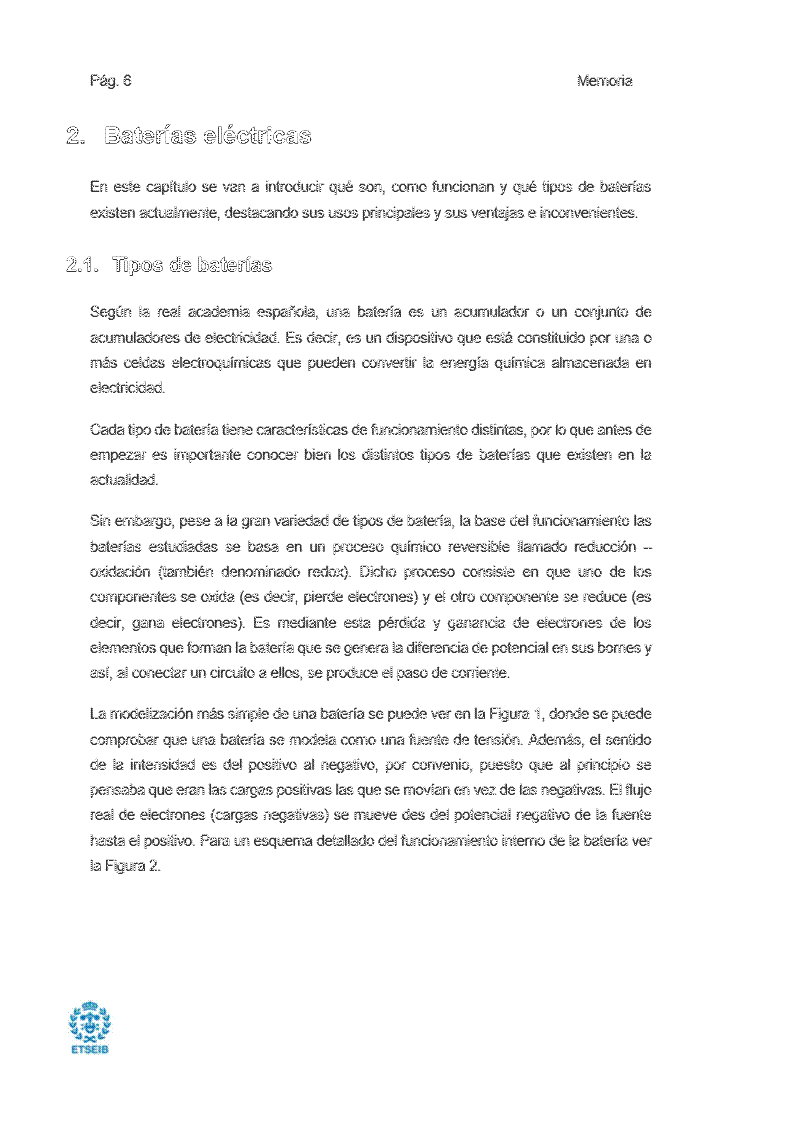 Pág. 6 Memoria
2. Baterías eléctricas
En este capítulo se van a introducir qué son, como funcionan y qué tipos de baterías
existen actualmente, destacando sus usos principales y sus ventajas e inconvenientes.
2.1. Tipos de baterías
Según la real academia española, una batería es un acumulador o un conjunto de
acumuladores de electricidad. Es decir, es un dispositivo que está constituido por una o
más celdas electroquímicas que pueden convertir la energía química almacenada en
electricidad.
Cada tipo de batería tiene características de funcionamiento distintas, por lo que antes de
empezar es importante conocer bien los distintos tipos de baterías que existen en la
actualidad.
Sin embargo, pese a la gran variedad de tipos de batería, la base del funcionamiento las
baterías estudiadas se basa en un proceso químico reversible llamado reducción –
oxidación (también denominado redox). Dicho proceso consiste en que uno de los
componentes se oxida (es decir, pierde electrones) y el otro componente se reduce (es
decir, gana electrones). Es mediante esta pérdida y ganancia de electrones de los
elementos que forman la batería que se genera la diferencia de potencial en sus bornes y
así, al conectar un circuito a ellos, se produce el paso de corriente.
La modelización más simple de una batería se puede ver en la Figura 1, donde se puede
comprobar que una batería se modela como una fuente de tensión. Además, el sentido
de la intensidad es del positivo al negativo, por convenio, puesto que al principio se
pensaba que eran las cargas positivas las que se movían en vez de las negativas. El flujo
real de electrones (cargas negativas) se mueve des del potencial negativo de la fuente
hasta el positivo. Para un esquema detallado del funcionamiento interno de la batería ver
la Figura 2.
ETSEIB